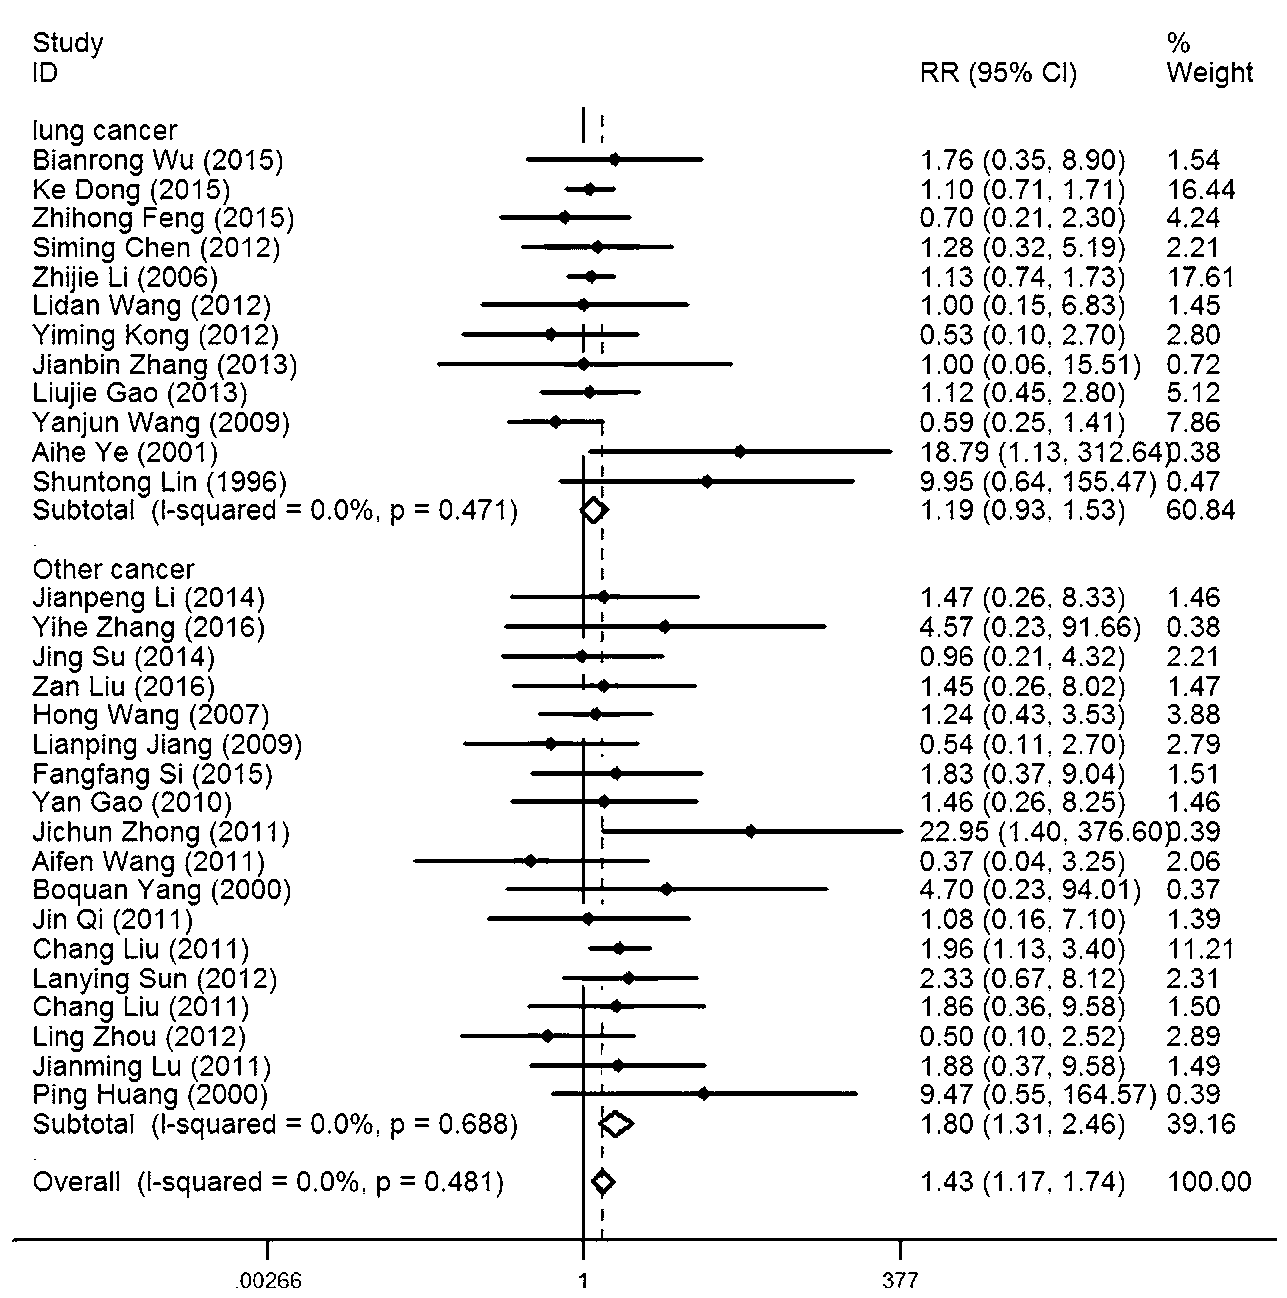 Study %
ID RR (95% CI) Weight
lung cancer
Bianrong Wu (2015) 1.76 (0.35, 8.90) 1.54
Ke Dong (2015) 1.10 (0.71, 1.71) 16.44
Zhihong Feng (2015) 0.70 (0.21, 2.30) 4.24
Siming Chen (2012) 1.28 (0.32, 5.19) 2.21
Zhijie Li (2006) 1.13 (0.74, 1.73) 17.61
Lidan Wang (2012) 1.00 (0.15, 6.83) 1.45
Yiming Kong (2012) 0.53 (0.10, 2.70) 2.80
Jianbin Zhang (2013) 1.00 (0.06, 15.51) 0.72
Liujie Gao (2013) 1.12 (0.45, 2.80) 5.12
Yanjun Wang (2009) 0.59 (0.25, 1.41) 7.86
Aihe Ye (2001) 18.79 (1.13, 312.64) 0.38
Shuntong Lin (1996) 9.95 (0.64, 155.47) 0.47
Subtotal (I-squared = 0.0%, p = 0.471) 1.19 (0.93, 1.53) 60.84
.
Other cancer
Jianpeng Li (2014) 1.47 (0.26, 8.33) 1.46
Yihe Zhang (2016) 4.57 (0.23, 91.66) 0.38
Jing Su (2014) 0.96 (0.21, 4.32) 2.21
Zan Liu (2016) 1.45 (0.26, 8.02) 1.47
Hong Wang (2007) 1.24 (0.43, 3.53) 3.88
Lianping Jiang (2009) 0.54 (0.11, 2.70) 2.79
Fangfang Si (2015) 1.83 (0.37, 9.04) 1.51
Yan Gao (2010) 1.46 (0.26, 8.25) 1.46
Jichun Zhong (2011) 22.95 (1.40, 376.60) 0.39
Aifen Wang (2011) 0.37 (0.04, 3.25) 2.06
Boquan Yang (2000) 4.70 (0.23, 94.01) 0.37
Jin Qi (2011) 1.08 (0.16, 7.10) 1.39
Chang Liu (2011) 1.96 (1.13, 3.40) 11.21
Lanying Sun (2012) 2.33 (0.67, 8.12) 2.31
Chang Liu (2011) 1.86 (0.36, 9.58) 1.50
Ling Zhou (2012) 0.50 (0.10, 2.52) 2.89
Jianming Lu (2011) 1.88 (0.37, 9.58) 1.49
Ping Huang (2000) 9.47 (0.55, 164.57) 0.39
Subtotal (I-squared = 0.0%, p = 0.688) 1.80 (1.31, 2.46) 39.16
.
Overall (I-squared = 0.0%, p = 0.481) 1.43 (1.17, 1.74) 100.00
.00266 1 377